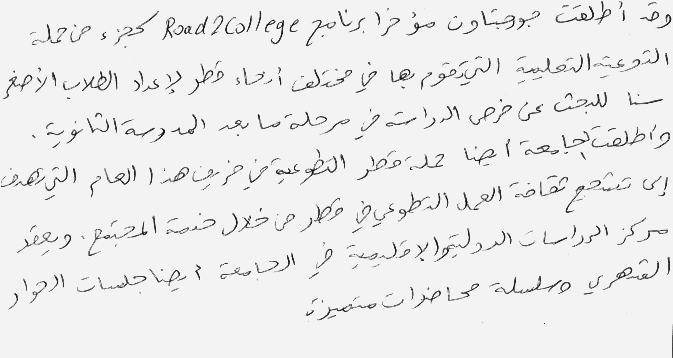 وقد أطلقت جورجتاون مؤخرا برنامج Road2College كجزء من حملة
التوعية التعليمية التي تقوم بها في مختلف أرجاء قطر لإعداد الطلاب الأصغر
سنا للبحث عن فرص الدراسة في مرحلة ما بعد المدرسة الثانوية .
وأطلقت الجامعة أيضا حملة قطر التطوعية في خريف هذا العام التي تهدف
إلى تشجيع ثقافة العمل التطوعي في قطر من خلال خدمة المجتمع . ويعقد
مركز الدراسات الدولية والإقليمية في الجامعة أيضا جلسات الحوار
الشهري وسلسلة محاضرات متميزة